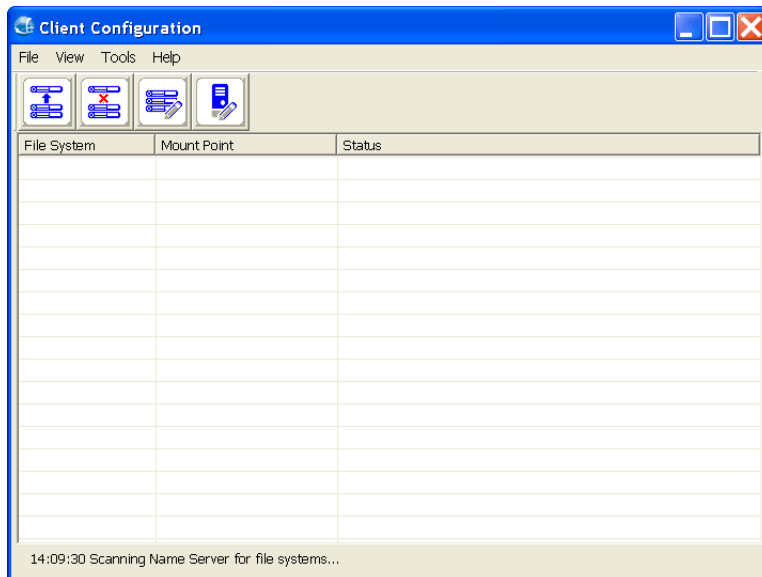 Client Configuration
File View Tools Help
File System Mount Point Status
14:09:30 Scanning Name Server for file systems...